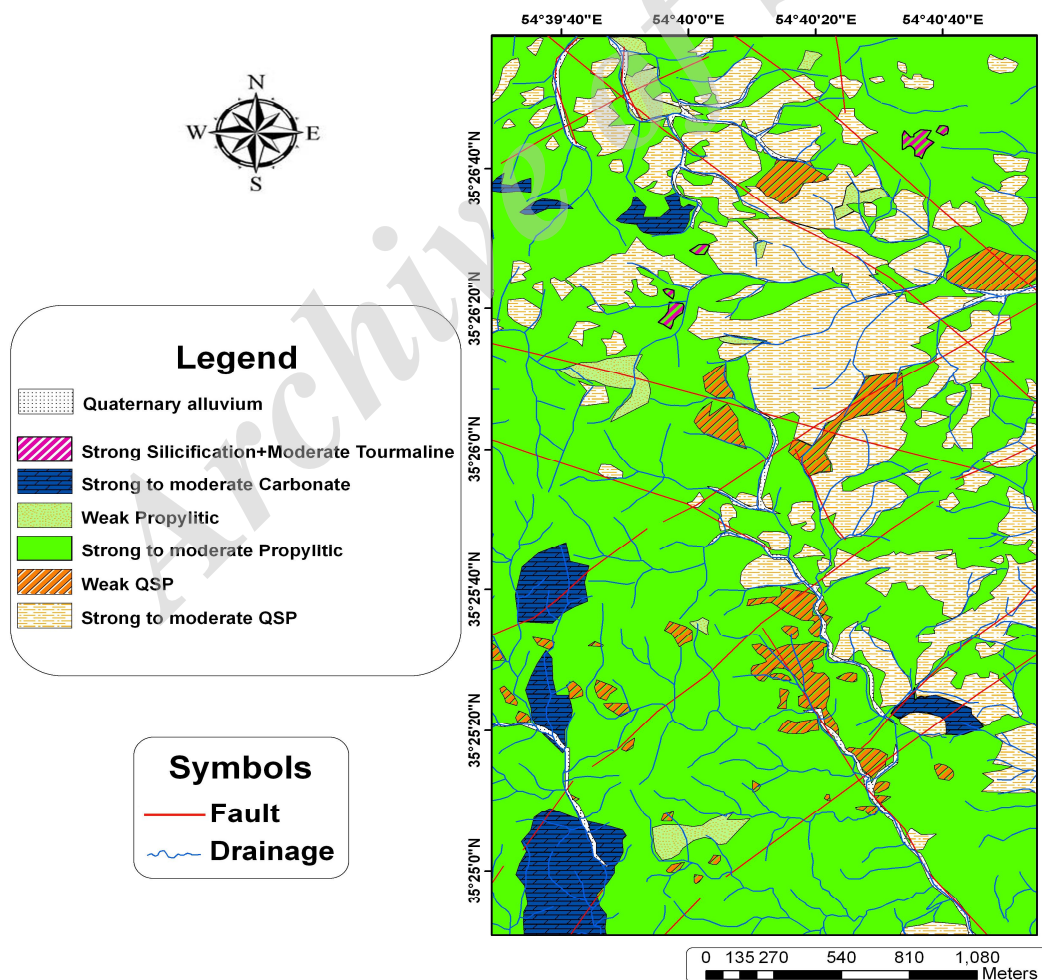 54°39'40"E 54°40'0"E 54°40'20"E 54°40'40"E
N
W E
S
35°26'40"N
35°26'20"N
35°26'0"N
35°25'40"N
35°25'20"N
35°25'0"N
Legend
Quaternary alluvium
Strong Silicification+Moderate Tourmaline
Strong to moderate Carbonate
Weak Propylitic
Strong to moderate Propylitic
Weak QSP
Strong to moderate QSP
Symbols
Fault
Drainage
0 135 270 540 810 1,080
Meters
Archive of